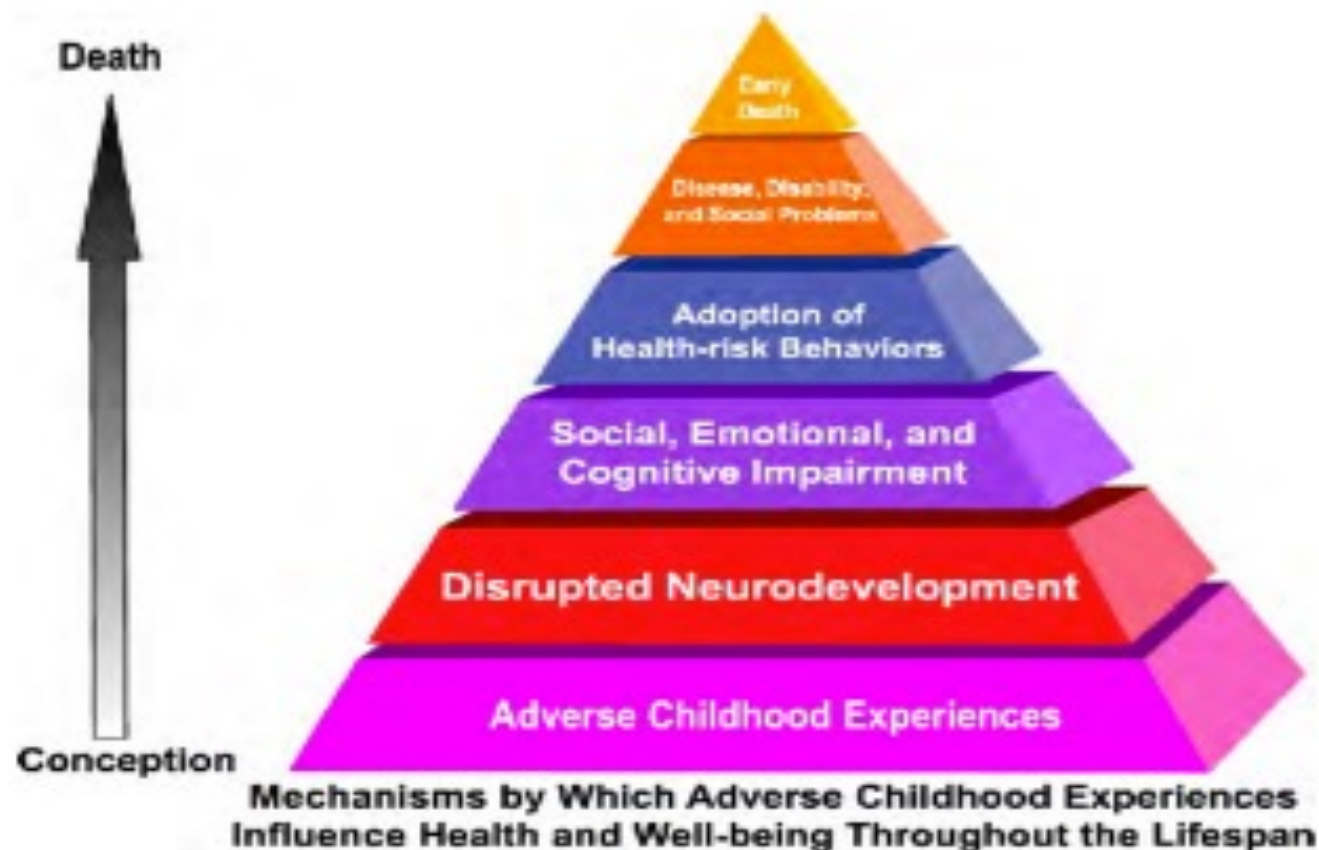 Death
Early
Death
Disease, Disability,
and Social Problems
Adoption of
Health-risk Behaviors
Social, Emotional, and
Cognitive Impairment
Disrupted Neurodevelopment
Adverse Childhood Experiences
Conception
Mechanisms by Which Adverse Childhood Experiences
Influence Health and Well-being Throughout the Lifespan